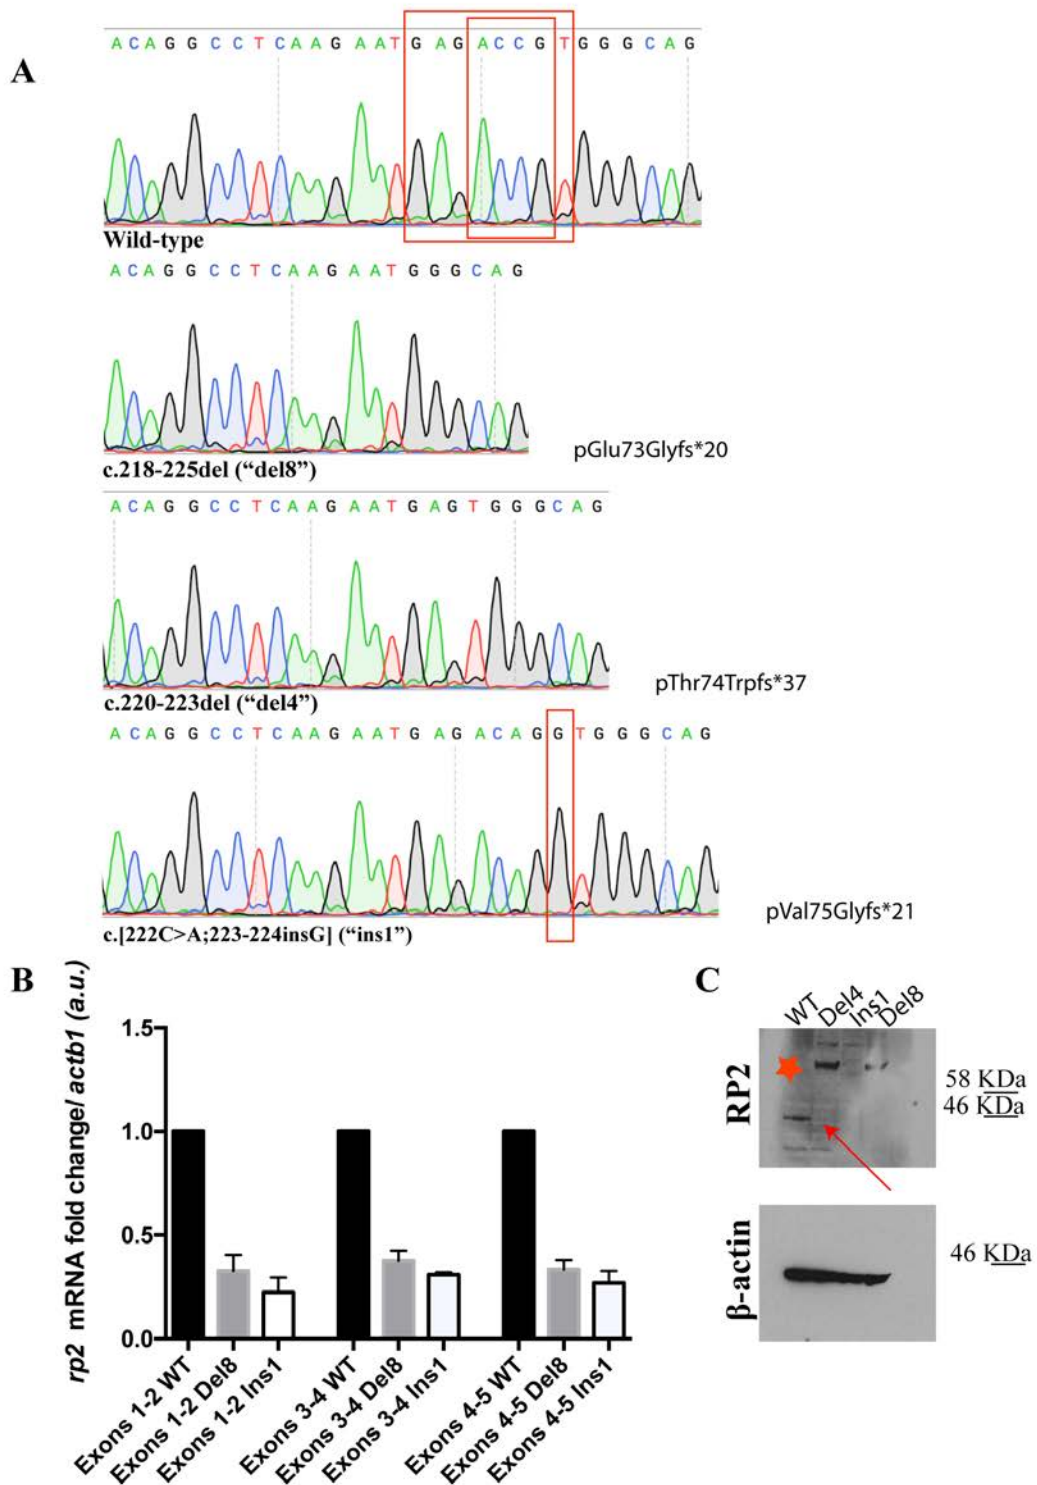 A
A C A G G C C T C A A G A A T G A G A C C G T G G G C A G
Wild-type
A C A G G C C T C A A G A A T G G G C A G
c.218-225del (“del8”)
pGlu73Glyfs*20
A C A G G C C T C A A G A A T G A G T G G G C A G
c.220-223del (“del4”)
pThr74Trpfs*37
A C A G G C C T C A A G A A T G A G A C A G G T G G G C A G
c.[222C>A;223-224insG] (“ins1”)
pVal75Glyfs*21
B
rp2 mRNA fold change/ actb1 (a.u.)
1.5
1.0
0.5
0.0
Exons 1-2 WT
Exons 1-2 Del8
Exons 1-2 Ins1
Exons 3-4 WT
Exons 3-4 Del8
Exons 3-4 Ins1
Exons 4-5 WT
Exons 4-5 Del8
Exons 4-5 Ins1
C
WT
Del4
Ins1
Del8
RP2
58 KDa
46 KDa
β-actin
46 KDa